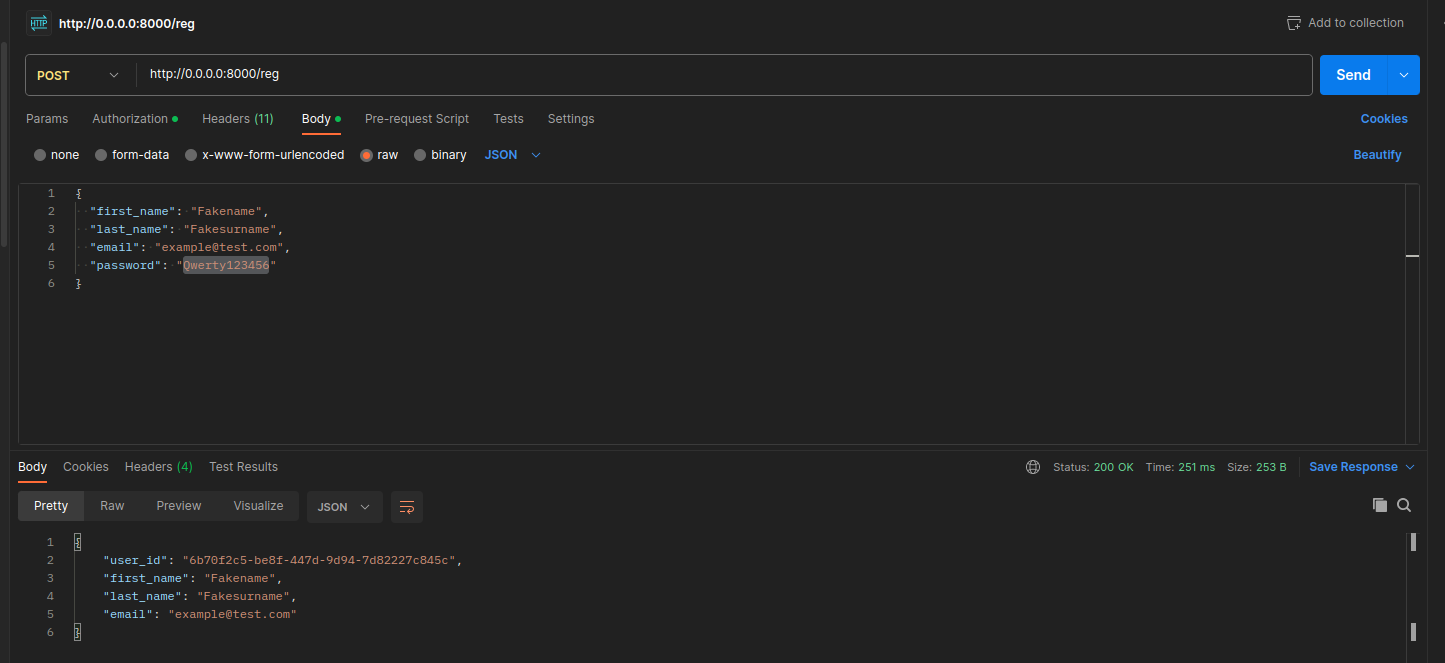 HTTP http://0.0.0.0:8000/reg Add to collection
POST http://0.0.0.0:8000/reg Send
Params Authorization Headers (11) Body Pre-request Script Tests Settings Cookies
none form-data x-www-form-urlencoded raw binary JSON Beautify
1 {
2 "first_name": "Fakename",
3 "last_name": "Fakesurname",
4 "email": "example@test.com",
5 "password": "Qwerty123456"
6 }
Body Cookies Headers (4) Test Results Status: 200 OK Time: 251 ms Size: 253 B Save Response
Pretty Raw Preview Visualize JSON
1 {
2 "user_id": "6b70f2c5-be8f-447d-9d94-7d82227c845c",
3 "first_name": "Fakename",
4 "last_name": "Fakesurname",
5 "email": "example@test.com"
6 }